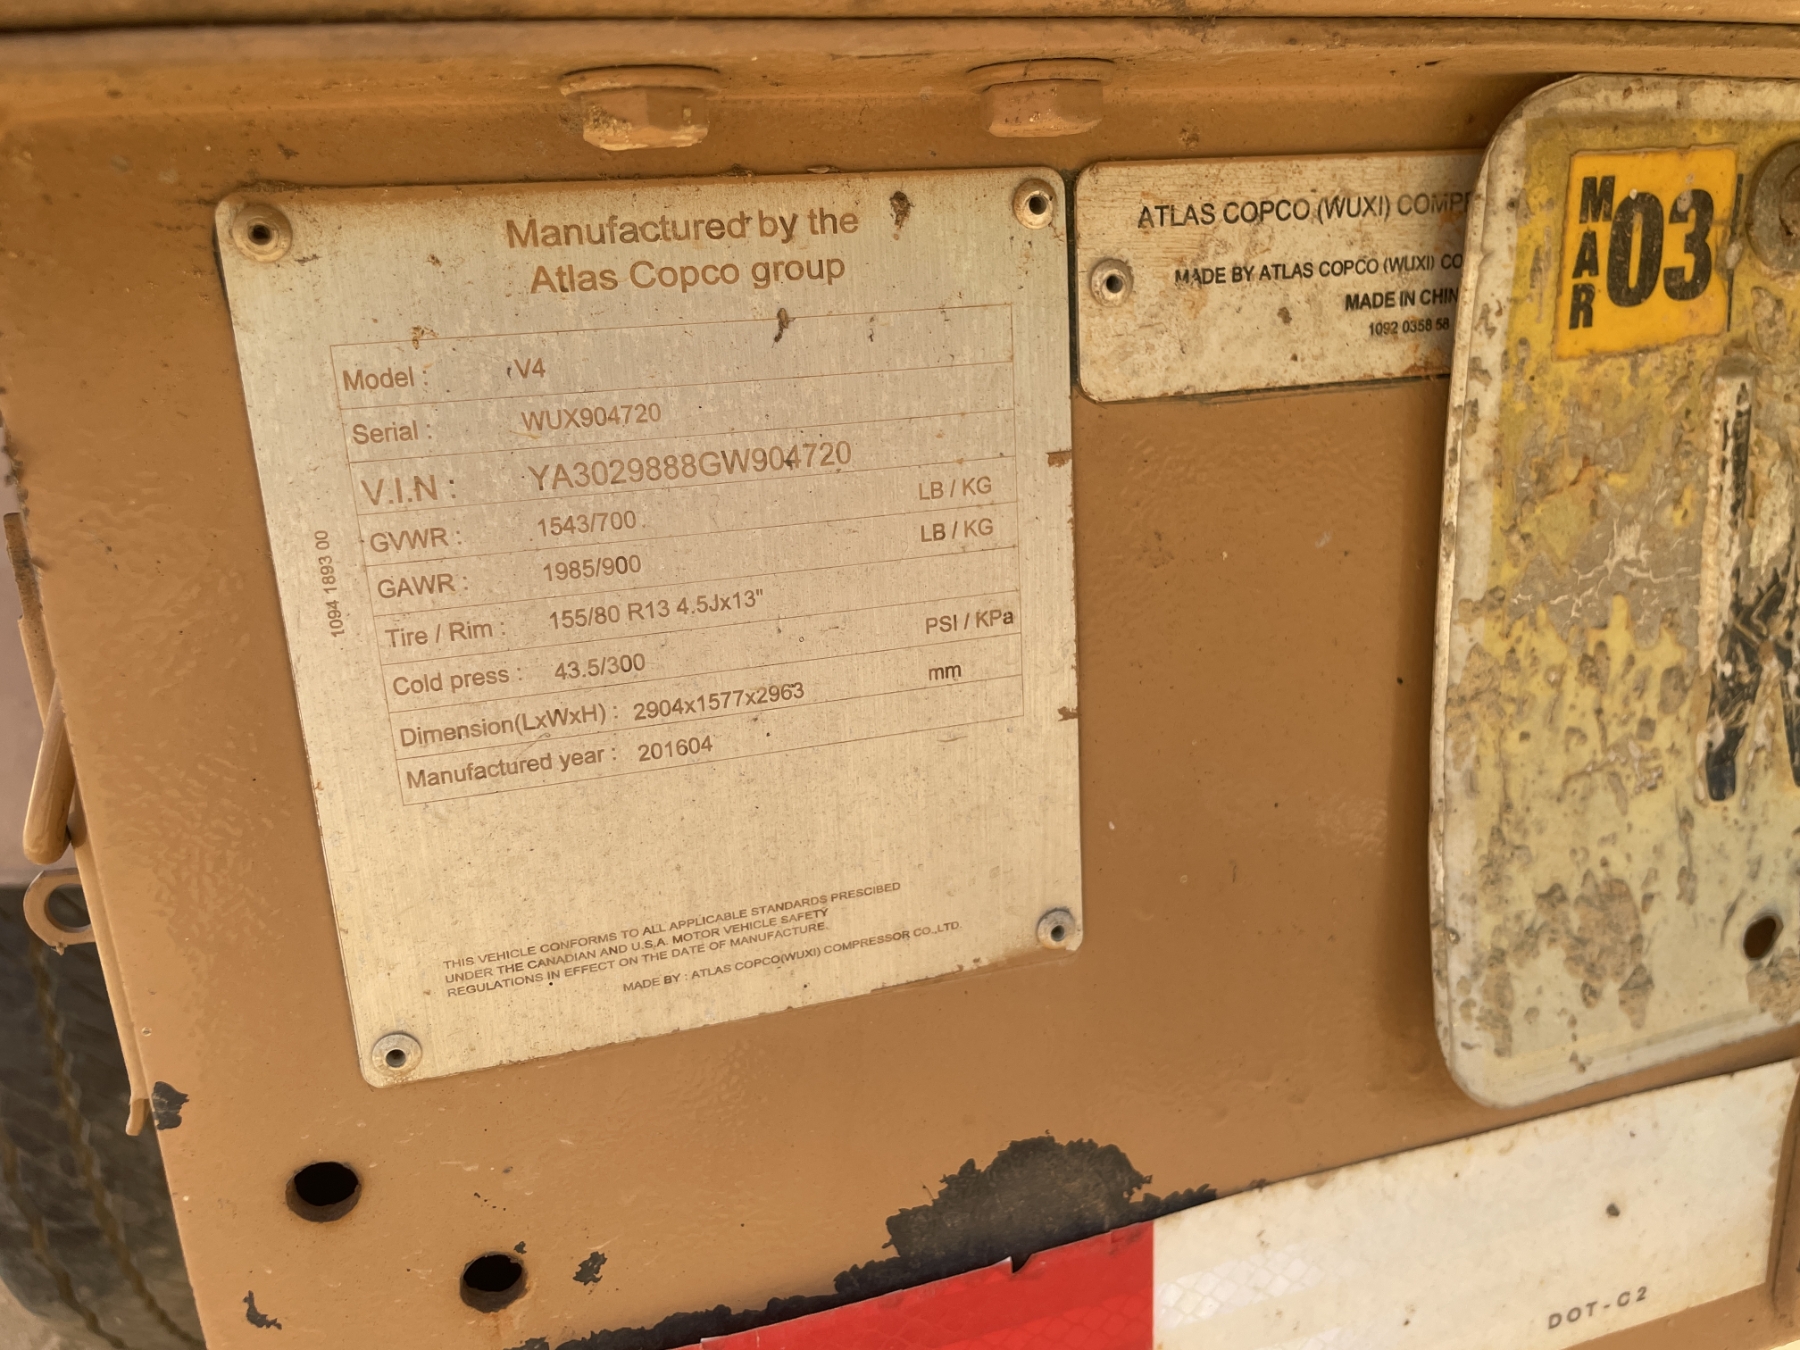 Manufactured by the
Atlas Copco group
Model : V4
Serial : WUX904720
V.I.N : YA3029888GW904720
GVWR : 1543/700 LB / KG
GAWR : 1985/900 LB / KG
Tire / Rim : 155/80 R13 4.5Jx13"
Cold press : 43.5/300 PSI / KPa
Dimension(LxWxH) : 2904x1577x2963 mm
Manufactured year : 201604
1094 1893 00
THIS VEHICLE CONFORMS TO ALL APPLICABLE STANDARDS PRESCIBED
UNDER THE CANADIAN AND U.S.A. MOTOR VEHICLE SAFETY
REGULATIONS IN EFFECT ON THE DATE OF MANUFACTURE.
MADE BY : ATLAS COPCO(WUXI) COMPRESSOR CO.,LTD.
ATLAS COPCO (WUXI) COMP
MADE BY ATLAS COPCO (WUXI) CO
MADE IN CHIN
1092 0358 58
MAR 03
DOT-C2